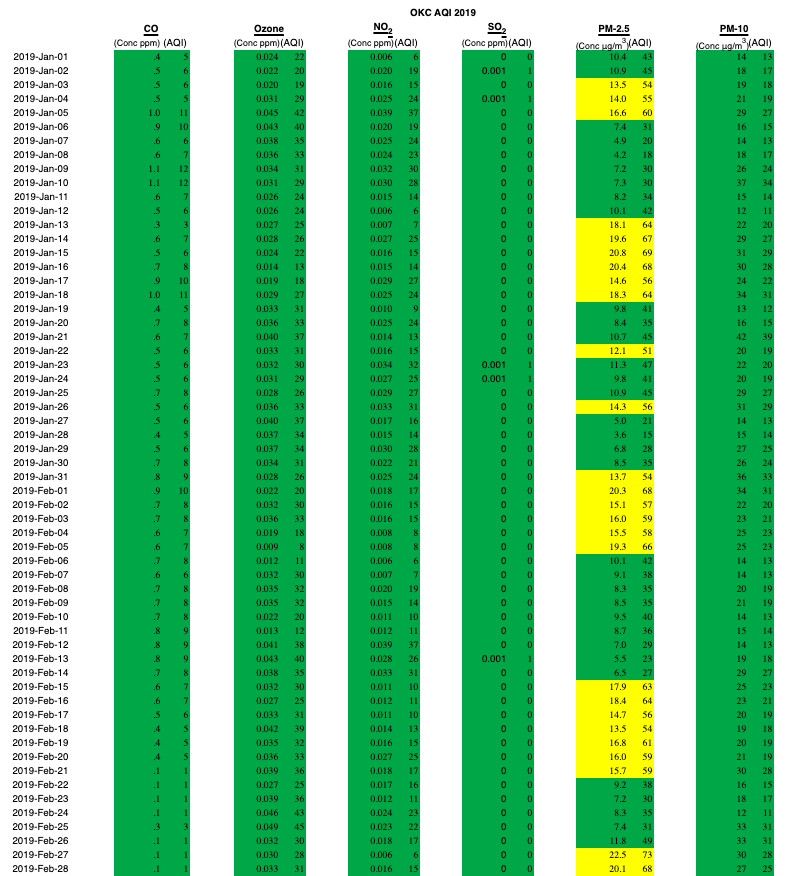 OKC AQI 2019
CO Ozone NO2 SO2 PM-2.5 PM-10
(Conc ppm) (AQI) (Conc ppm)(AQI) (Conc ppm)(AQI) (Conc ppm)(AQI) (Conc µg/m3)(AQI) (Conc µg/m3)(AQI)
2019-Jan-01 .4 5 0.024 22 0.006 6 0 0 10.4 43 14 13
2019-Jan-02 .5 6 0.022 20 0.020 19 0.001 1 10.9 45 18 17
2019-Jan-03 .5 6 0.020 19 0.016 15 0 0 13.5 54 19 18
2019-Jan-04 .5 5 0.031 29 0.025 24 0.001 1 14.0 55 21 19
2019-Jan-05 1.0 11 0.045 42 0.039 37 0 0 16.6 60 29 27
2019-Jan-06 .9 10 0.043 40 0.020 19 0 0 7.4 31 16 15
2019-Jan-07 .6 6 0.038 35 0.025 24 0 0 4.9 20 14 13
2019-Jan-08 .6 7 0.036 33 0.024 23 0 0 4.2 18 18 17
2019-Jan-09 1.1 12 0.034 31 0.032 30 0 0 7.2 30 26 24
2019-Jan-10 1.1 12 0.031 29 0.030 28 0 0 7.3 30 37 34
2019-Jan-11 .6 7 0.026 24 0.015 14 0 0 8.2 34 15 14
2019-Jan-12 .5 6 0.026 24 0.006 6 0 0 10.1 42 12 11
2019-Jan-13 .3 3 0.027 25 0.007 7 0 0 18.1 64 22 20
2019-Jan-14 .6 7 0.028 26 0.027 25 0 0 19.6 67 29 27
2019-Jan-15 .5 6 0.024 22 0.016 15 0 0 20.8 69 31 29
2019-Jan-16 .7 8 0.014 13 0.015 14 0 0 20.4 68 30 28
2019-Jan-17 .9 10 0.019 18 0.029 27 0 0 14.6 56 24 22
2019-Jan-18 1.0 11 0.029 27 0.025 24 0 0 18.3 64 34 31
2019-Jan-19 .4 5 0.033 31 0.010 9 0 0 9.8 41 13 12
2019-Jan-20 .7 8 0.036 33 0.025 24 0 0 8.4 35 16 15
2019-Jan-21 .6 7 0.040 37 0.014 13 0 0 10.7 45 42 39
2019-Jan-22 .5 6 0.033 31 0.016 15 0 0 12.1 51 20 19
2019-Jan-23 .5 6 0.032 30 0.034 32 0.001 1 11.3 47 22 20
2019-Jan-24 .5 6 0.031 29 0.027 25 0.001 1 9.8 41 20 19
2019-Jan-25 .7 8 0.028 26 0.029 27 0 0 10.9 45 29 27
2019-Jan-26 .5 6 0.036 33 0.033 31 0 0 14.3 56 31 29
2019-Jan-27 .5 6 0.040 37 0.017 16 0 0 5.0 21 14 13
2019-Jan-28 .4 5 0.037 34 0.015 14 0 0 3.6 15 15 14
2019-Jan-29 .5 6 0.037 34 0.030 28 0 0 6.8 28 27 25
2019-Jan-30 .7 8 0.034 31 0.022 21 0 0 8.5 35 26 24
2019-Jan-31 .8 9 0.028 26 0.025 24 0 0 13.7 54 36 33
2019-Feb-01 .9 10 0.022 20 0.018 17 0 0 20.3 68 34 31
2019-Feb-02 .7 8 0.032 30 0.016 15 0 0 15.1 57 22 20
2019-Feb-03 .7 8 0.036 33 0.016 15 0 0 16.0 59 23 21
2019-Feb-04 .6 7 0.019 18 0.008 8 0 0 15.5 58 25 23
2019-Feb-05 .6 7 0.009 8 0.008 8 0 0 19.3 66 25 23
2019-Feb-06 .7 8 0.012 11 0.006 6 0 0 10.1 42 14 13
2019-Feb-07 .6 6 0.032 30 0.007 7 0 0 9.1 38 14 13
2019-Feb-08 .7 8 0.035 32 0.020 19 0 0 8.3 35 20 19
2019-Feb-09 .7 8 0.035 32 0.015 14 0 0 8.5 35 21 19
2019-Feb-10 .7 8 0.022 20 0.011 10 0 0 9.5 40 14 13
2019-Feb-11 .8 9 0.013 12 0.012 11 0 0 8.7 36 15 14
2019-Feb-12 .8 9 0.041 38 0.039 37 0 0 7.0 29 14 13
2019-Feb-13 .8 9 0.043 40 0.028 26 0.001 1 5.5 23 19 18
2019-Feb-14 .7 8 0.038 35 0.033 31 0 0 6.5 27 29 27
2019-Feb-15 .6 7 0.032 30 0.011 10 0 0 17.9 63 25 23
2019-Feb-16 .6 7 0.027 25 0.012 11 0 0 18.4 64 23 21
2019-Feb-17 .5 6 0.033 31 0.011 10 0 0 14.7 56 20 19
2019-Feb-18 .4 5 0.042 39 0.014 13 0 0 13.5 54 19 18
2019-Feb-19 .4 5 0.035 32 0.016 15 0 0 16.8 61 20 19
2019-Feb-20 .4 5 0.036 33 0.027 25 0 0 16.0 59 21 19
2019-Feb-21 .1 1 0.039 36 0.018 17 0 0 15.7 59 30 28
2019-Feb-22 .1 1 0.027 25 0.017 16 0 0 9.2 38 16 15
2019-Feb-23 .1 1 0.039 36 0.012 11 0 0 7.2 30 18 17
2019-Feb-24 .1 1 0.046 43 0.024 23 0 0 8.3 35 12 11
2019-Feb-25 .3 3 0.049 45 0.023 22 0 0 7.4 31 33 31
2019-Feb-26 .1 1 0.032 30 0.018 17 0 0 11.8 49 33 31
2019-Feb-27 .1 1 0.030 28 0.006 6 0 0 22.5 73 30 28
2019-Feb-28 .1 1 0.033 31 0.016 15 0 0 20.1 68 27 25